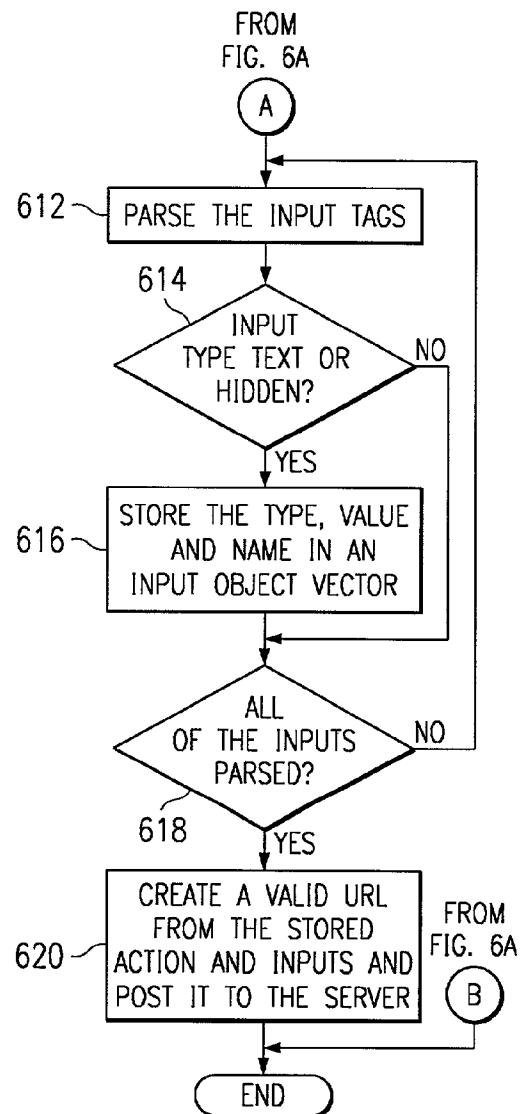 FROM
FIG. 6A
A
612
PARSE THE INPUT TAGS
614
INPUT
TYPE TEXT OR
HIDDEN?
NO
YES
616
STORE THE TYPE, VALUE
AND NAME IN AN
INPUT OBJECT VECTOR
ALL
OF THE INPUTS
PARSED?
NO
618
YES
620
CREATE A VALID URL
FROM THE STORED
ACTION AND INPUTS AND
POST IT TO THE SERVER
FROM
FIG. 6A
B
END